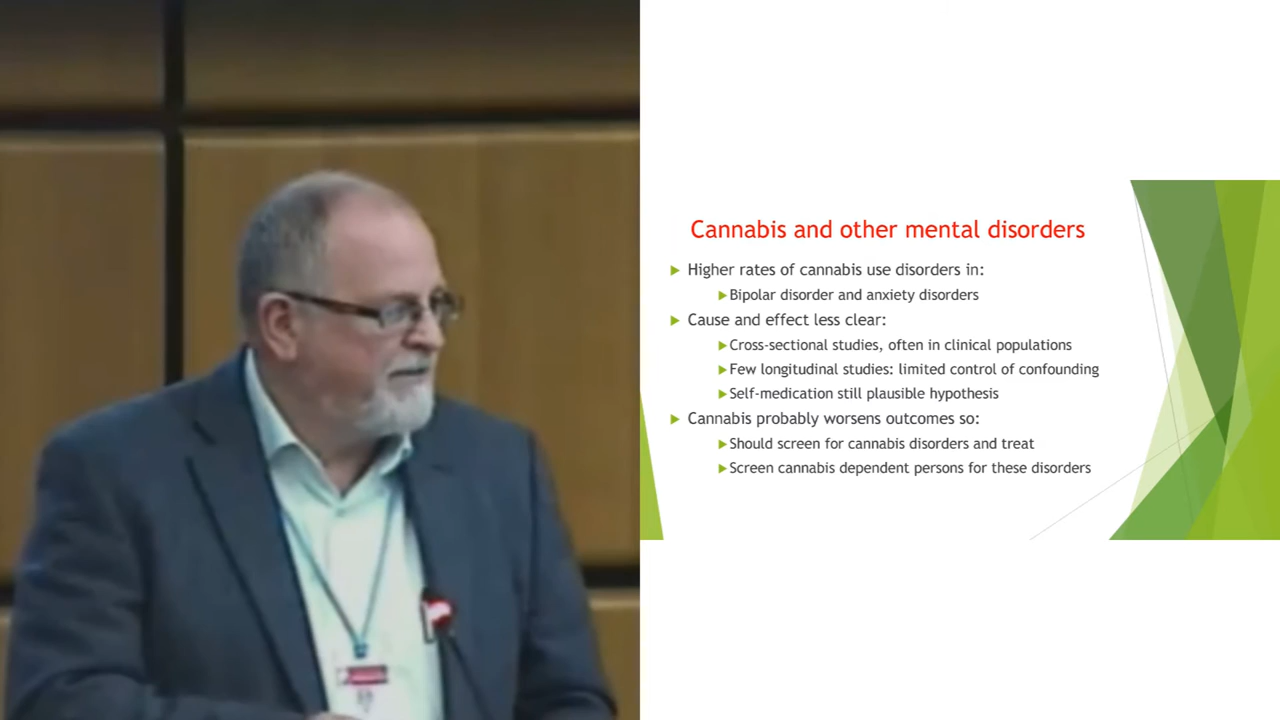 Cannabis and other mental disorders
Higher rates of cannabis use disorders in:
Bipolar disorder and anxiety disorders
Cause and effect less clear:
Cross-sectional studies, often in clinical populations
Few longitudinal studies: limited control of confounding
Self-medication still plausible hypothesis
Cannabis probably worsens outcomes so:
Should screen for cannabis disorders and treat
Screen cannabis dependent persons for these disorders